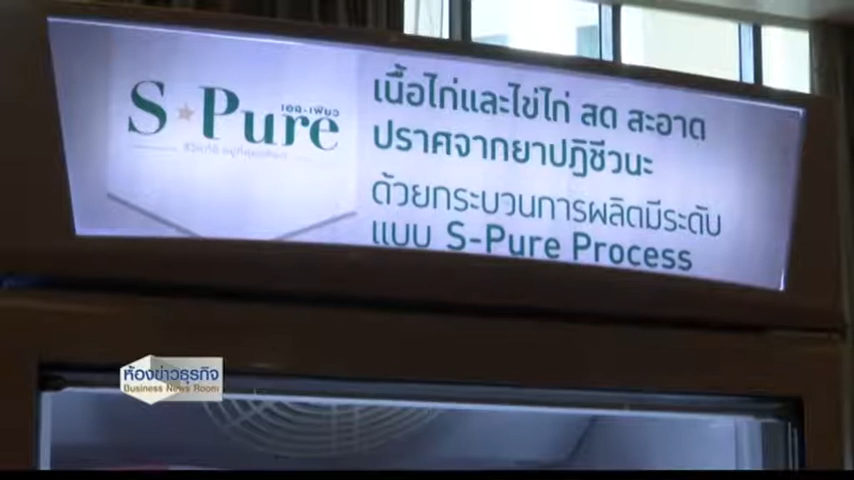 S Pure
เอส-เพียว
เนื้อไก่และไข่ไก่ สด สะอาด
ปราศจากยาปฏิชีวนะ
ด้วยกระบวนการผลิตมีระดับ
แบบ S-Pure Process
ห้องข่าวธุรกิจ
Business News Room